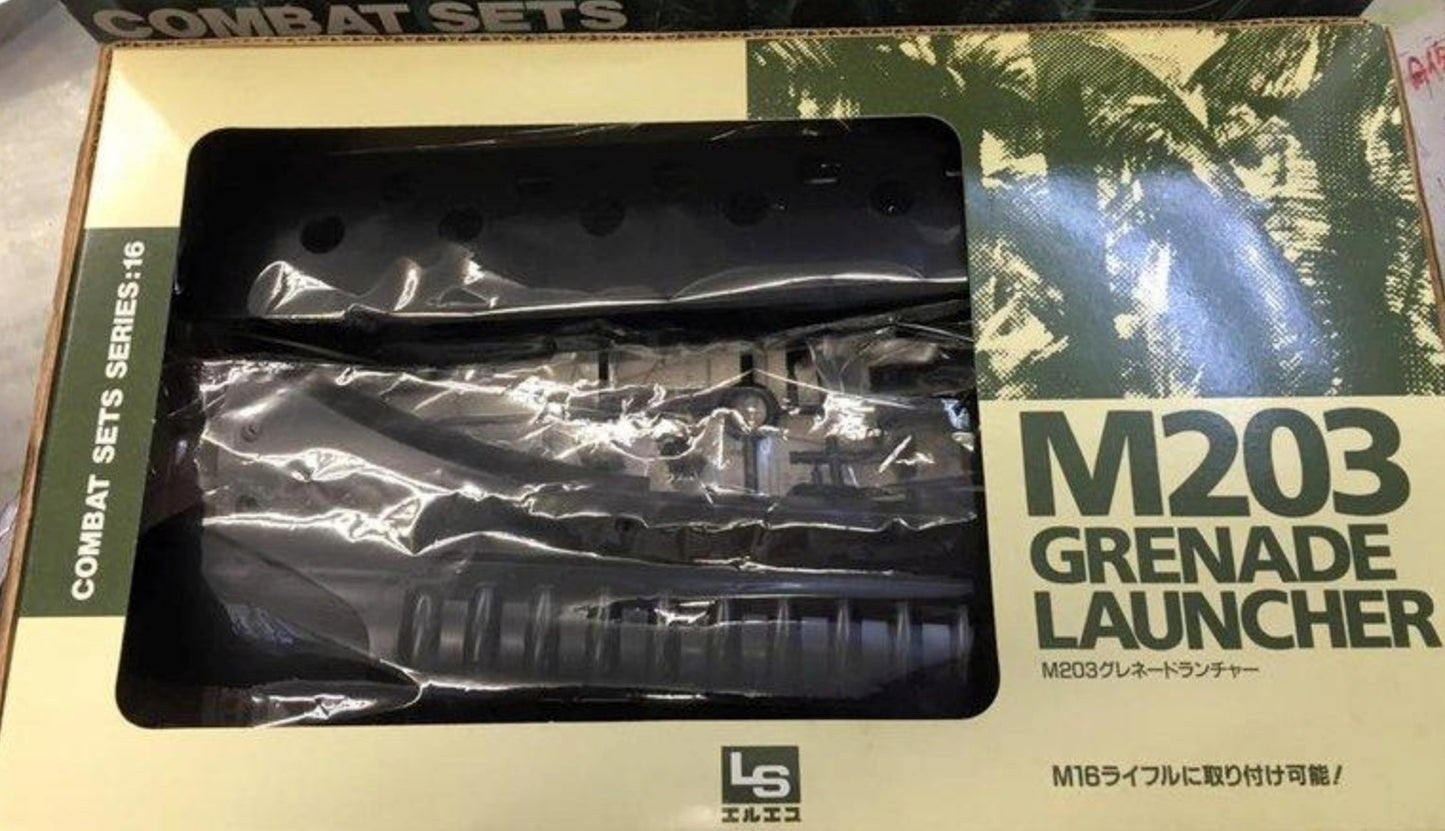 COMBAT SETS
COMBAT SETS SERIES:16
M203
GRENADE
LAUNCHER
M203グレネードランチャー
M16ライフルに取り付け可能!
LS
エルエス